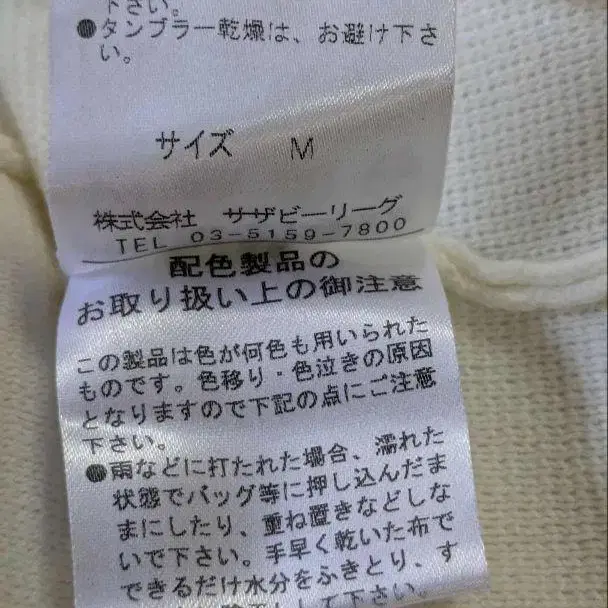 下さい。
●タンブラー乾燥は、お避け下さ
い。
サイズ M
株式会社 サザビーリーグ
TEL 03-5159-7800
配色製品の
お取り扱い上の御注意
この製品は色が何色も用いられた
ものです。色移り・色泣きの原因
となりますので下記の点にご注意
下さい。
●雨などに打たれた場合、濡れた
状態でバッグ等に押し込んだま
まにしたり、重ね置きなどしな
いで下さい。手早く乾いた布で
できるだけ水分をふきとり、す
して下さい。